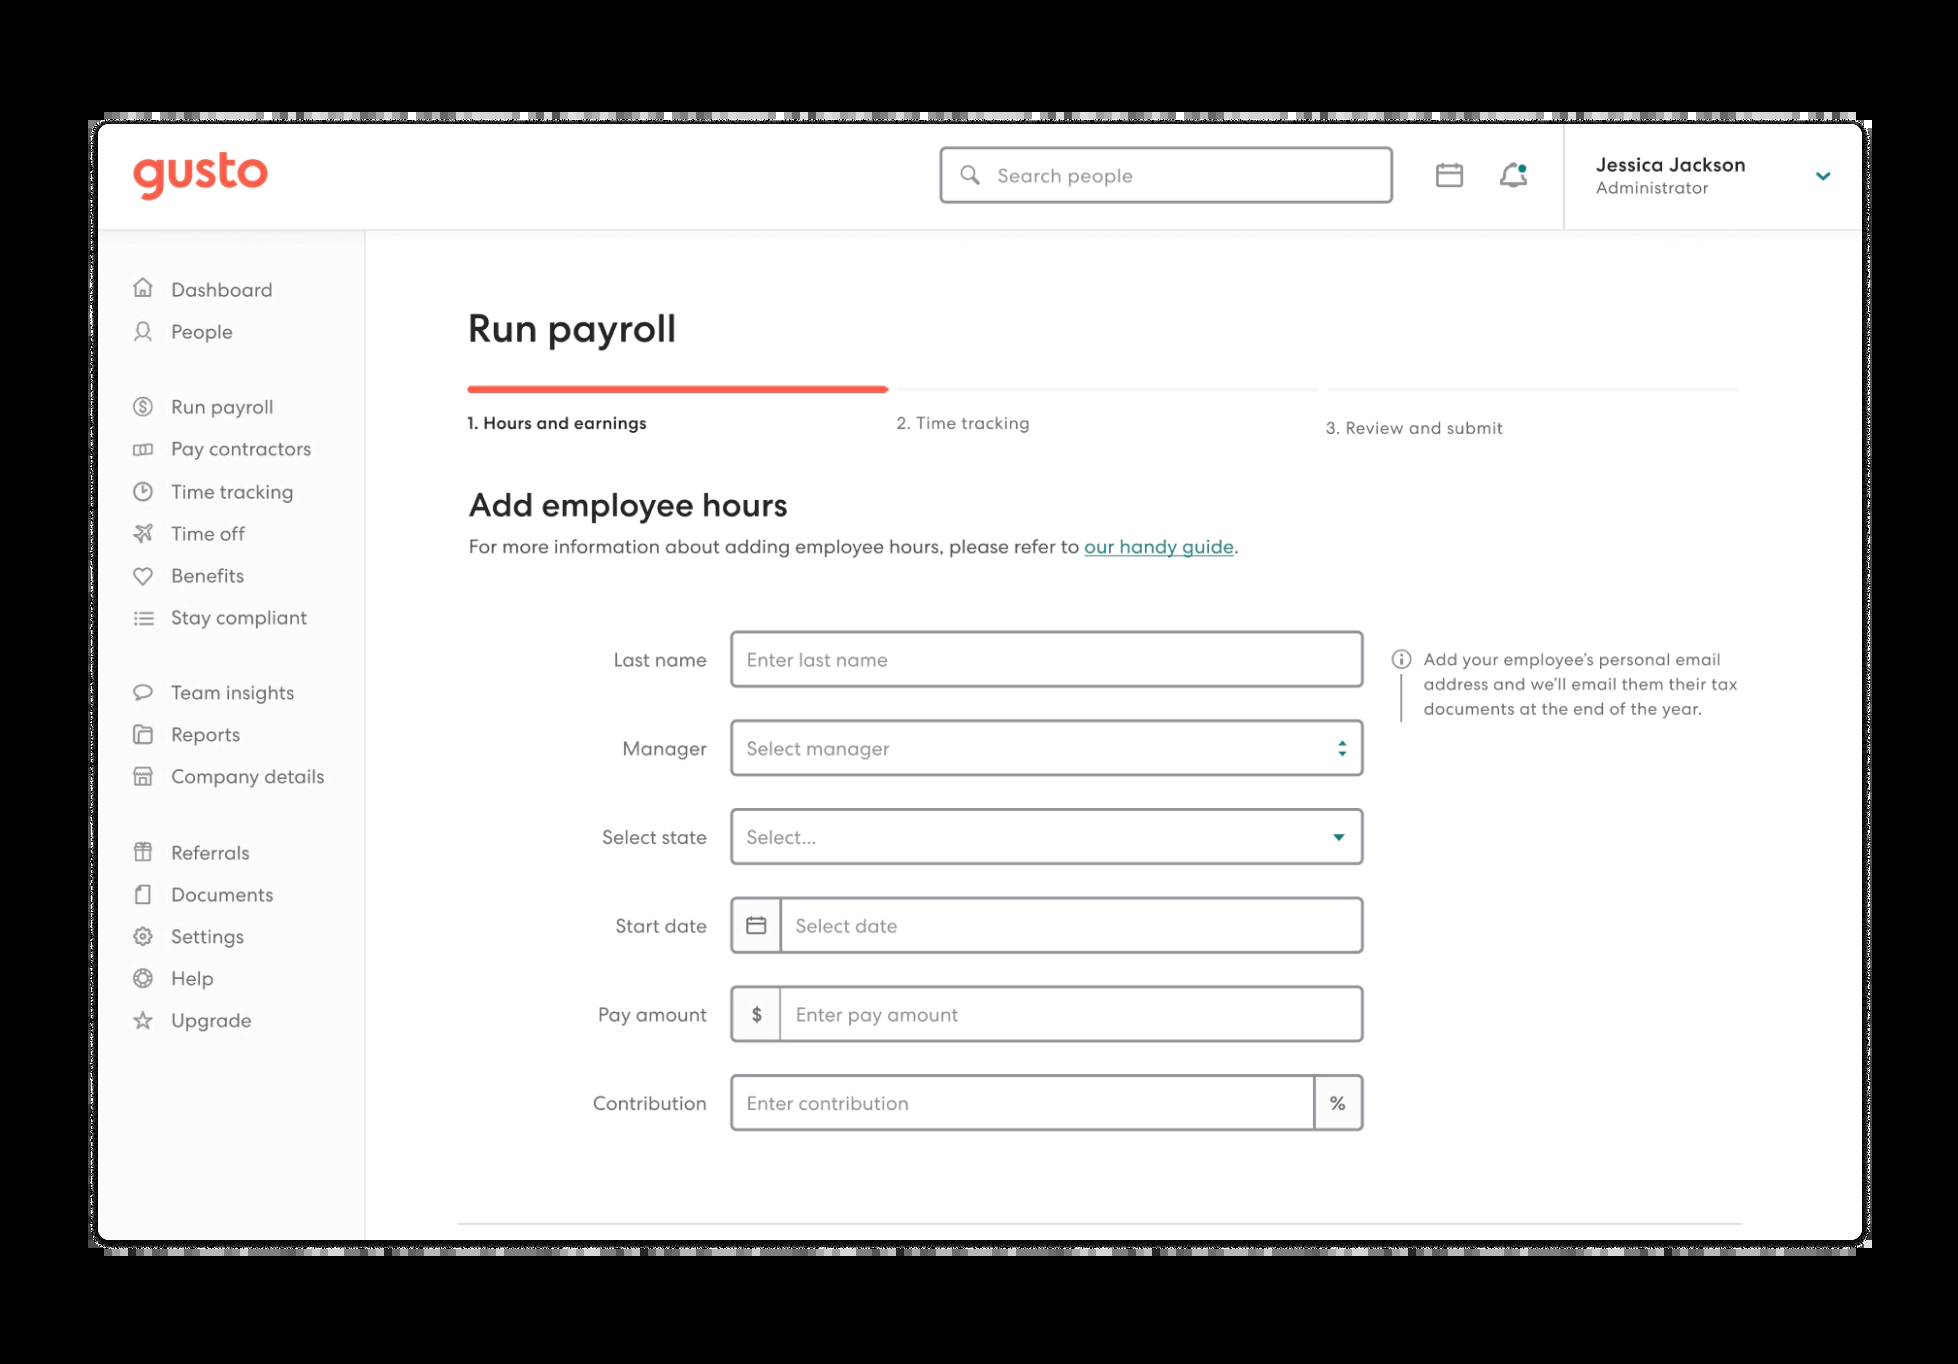 gusto
Search people
Jessica Jackson
Administrator
Dashboard
People
Run payroll
Pay contractors
Time tracking
Time off
Benefits
Stay compliant
Team insights
Reports
Company details
Referrals
Documents
Settings
Help
Upgrade
Run payroll
1. Hours and earnings
2. Time tracking
3. Review and submit
Add employee hours
For more information about adding employee hours, please refer to our handy guide.
Last name
Enter last name
Add your employee’s personal email
address and we’ll email them their tax
documents at the end of the year.
Manager
Select manager
Select state
Select...
Start date
Select date
Pay amount
$
Enter pay amount
Contribution
Enter contribution
%